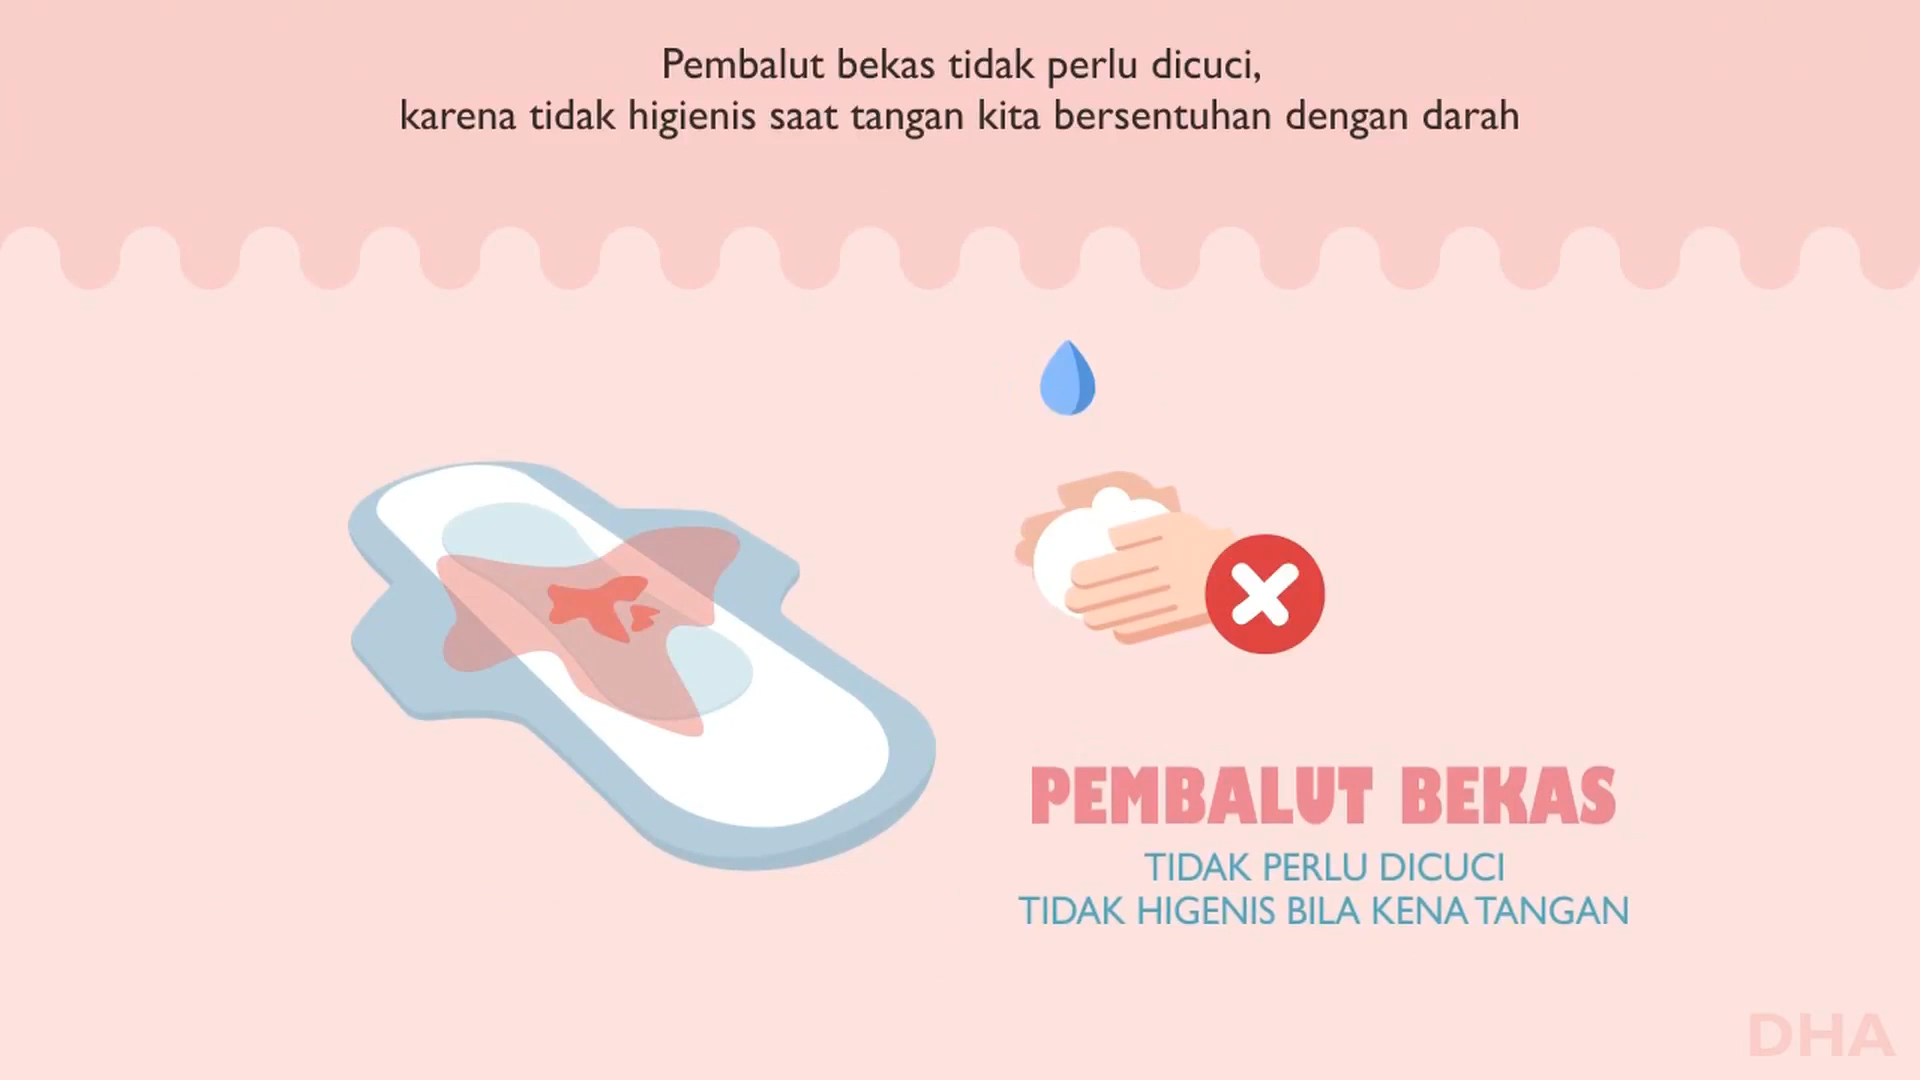 Pembalut bekas tidak perlu dicuci,
karena tidak higienis saat tangan kita bersentuhan dengan darah
PEMBALUT BEKAS
TIDAK PERLU DICUCI
TIDAK HIGENIS BILA KENA TANGAN
DHA